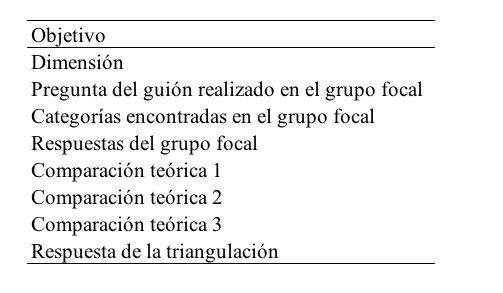 Objetivo
Dimensión
Pregunta del guión realizado en el grupo focal
Categorías encontradas en el grupo focal
Respuestas del grupo focal
Comparación teórica 1
Comparación teórica 2
Comparación teórica 3
Respuesta de la triangulación